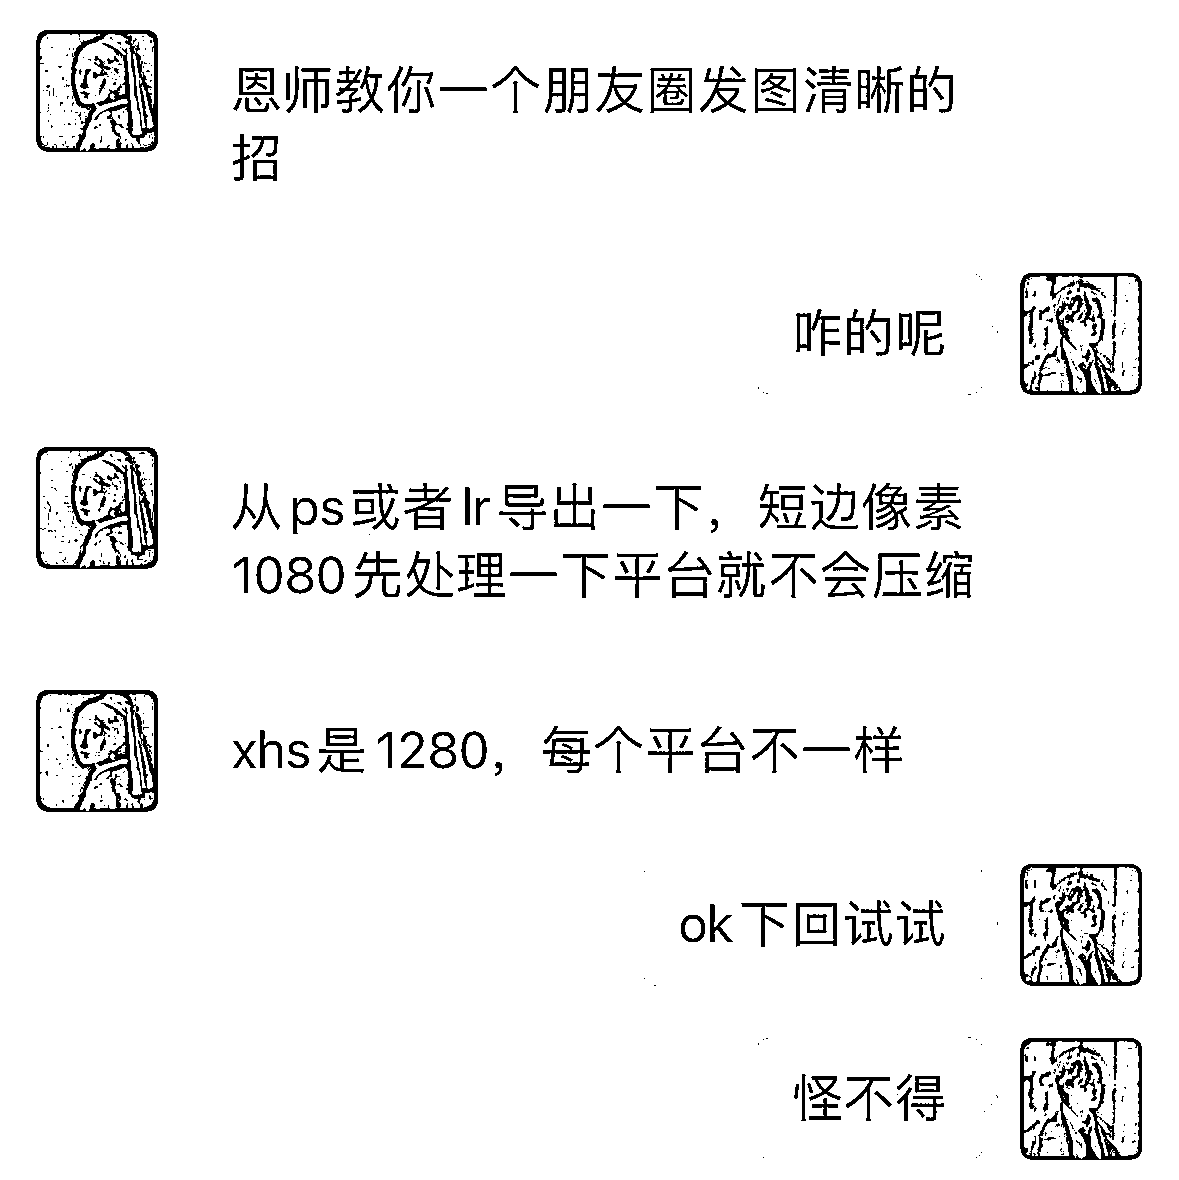 恩师教你一个朋友圈发图清晰的
招
咋的呢
从ps或者lr导出一下，短边像素
1080先处理一下平台就不会压缩
xhs是1280，每个平台不一样
ok下回试试
怪不得